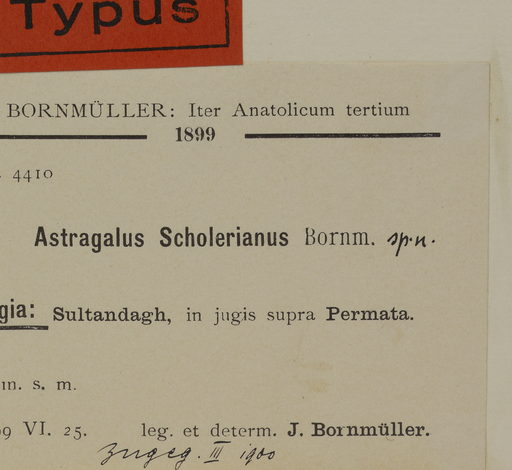 Typus
BORNMÜLLER: Iter Anatolicum tertium
1899
4410
Astragalus Scholerianus Bornm. sp. n.
gia: Sultandagh, in jugis supra Permata.
m. s. m.
99 VI. 25. leg. et determ. J. Bornmüller.
zugeg. III 1900